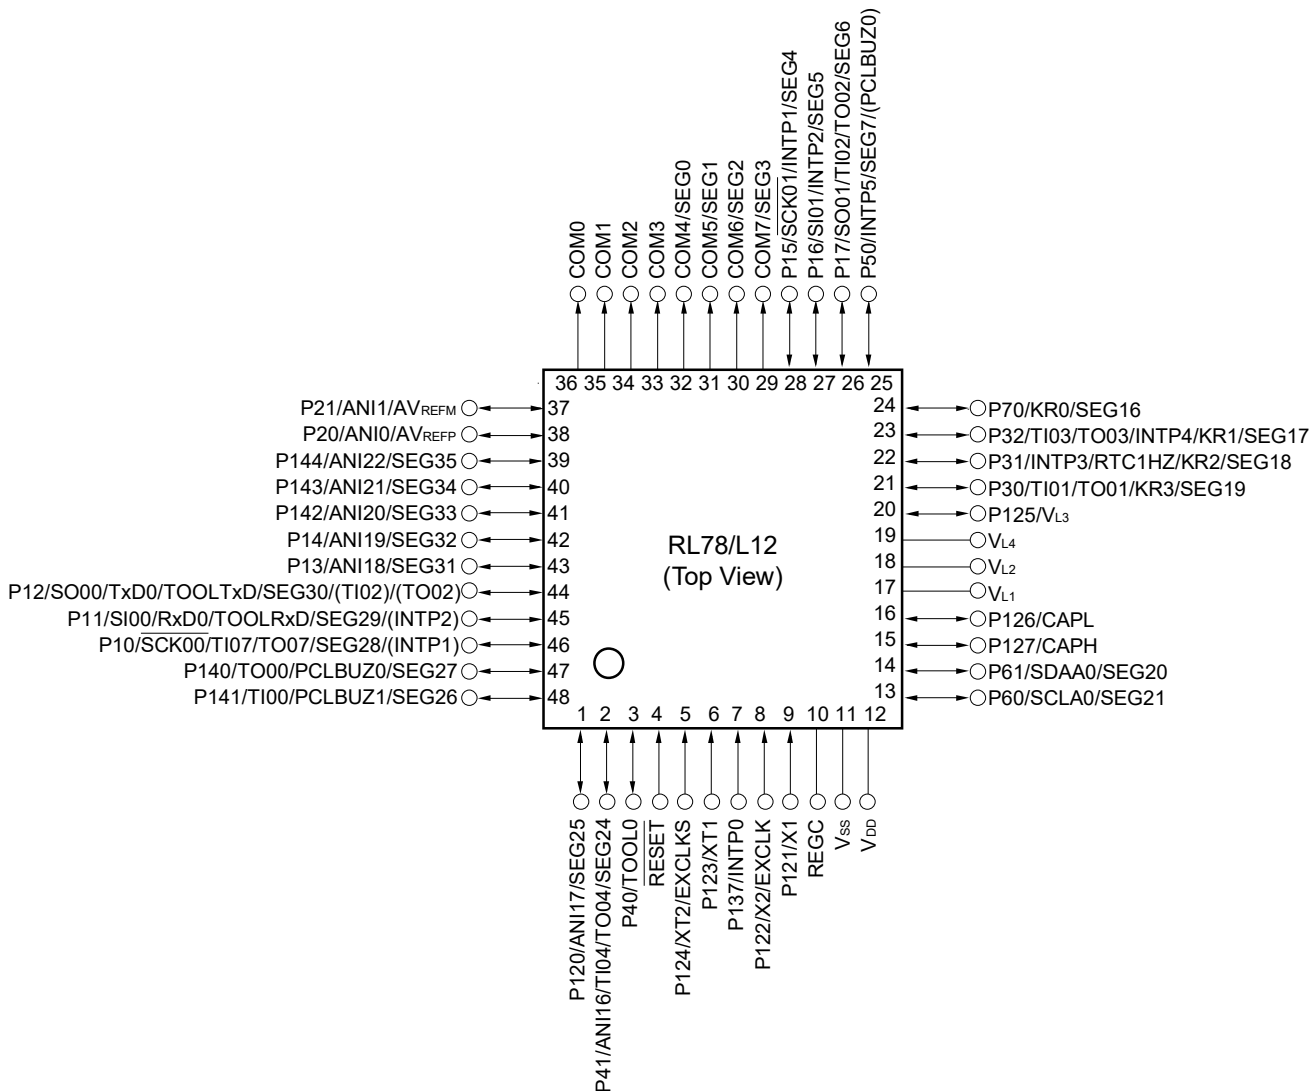 COM0
COM1
COM2
COM3
COM4/SEG0
COM5/SEG1
COM6/SEG2
COM7/SEG3
P15/SCK01/INTP1/SEG4
P16/SI01/INTP2/SEG5
P17/SO01/TI02/TO02/SEG6
P50/INTP5/SEG7/(PCLBUZ0)
36 35 34 33 32 31 30 29 28 27 26 25
P21/ANI1/AVREFM 37
P20/ANI0/AVREFP 38
P144/ANI22/SEG35 39
P143/ANI21/SEG34 40
P142/ANI20/SEG33 41
P14/ANI19/SEG32 42
P13/ANI18/SEG31 43
P12/SO00/TxD0/TOOLTxD/SEG30/(TI02)/(TO02) 44
P11/SI00/RxD0/TOOLRxD/SEG29/(INTP2) 45
P10/SCK00/TI07/TO07/SEG28/(INTP1) 46
P140/TO00/PCLBUZ0/SEG27 47
P141/TI00/PCLBUZ1/SEG26 48
RL78/L12
(Top View)
24 P70/KR0/SEG16
23 P32/TI03/TO03/INTP4/KR1/SEG17
22 P31/INTP3/RTC1HZ/KR2/SEG18
21 P30/TI01/TO01/KR3/SEG19
20 P125/VL3
19 VL4
18 VL2
17 VL1
16 P126/CAPL
15 P127/CAPH
14 P61/SDAA0/SEG20
13 P60/SCLA0/SEG21
1 2 3 4 5 6 7 8 9 10 11 12
P120/ANI17/SEG25
P41/ANI16/TI04/TO04/SEG24
P40/TOOL0
RESET
P124/XT2/EXCLKS
P123/XT1
P137/INTP0
P122/X2/EXCLK
P121/X1
REGC
VSS
VDD